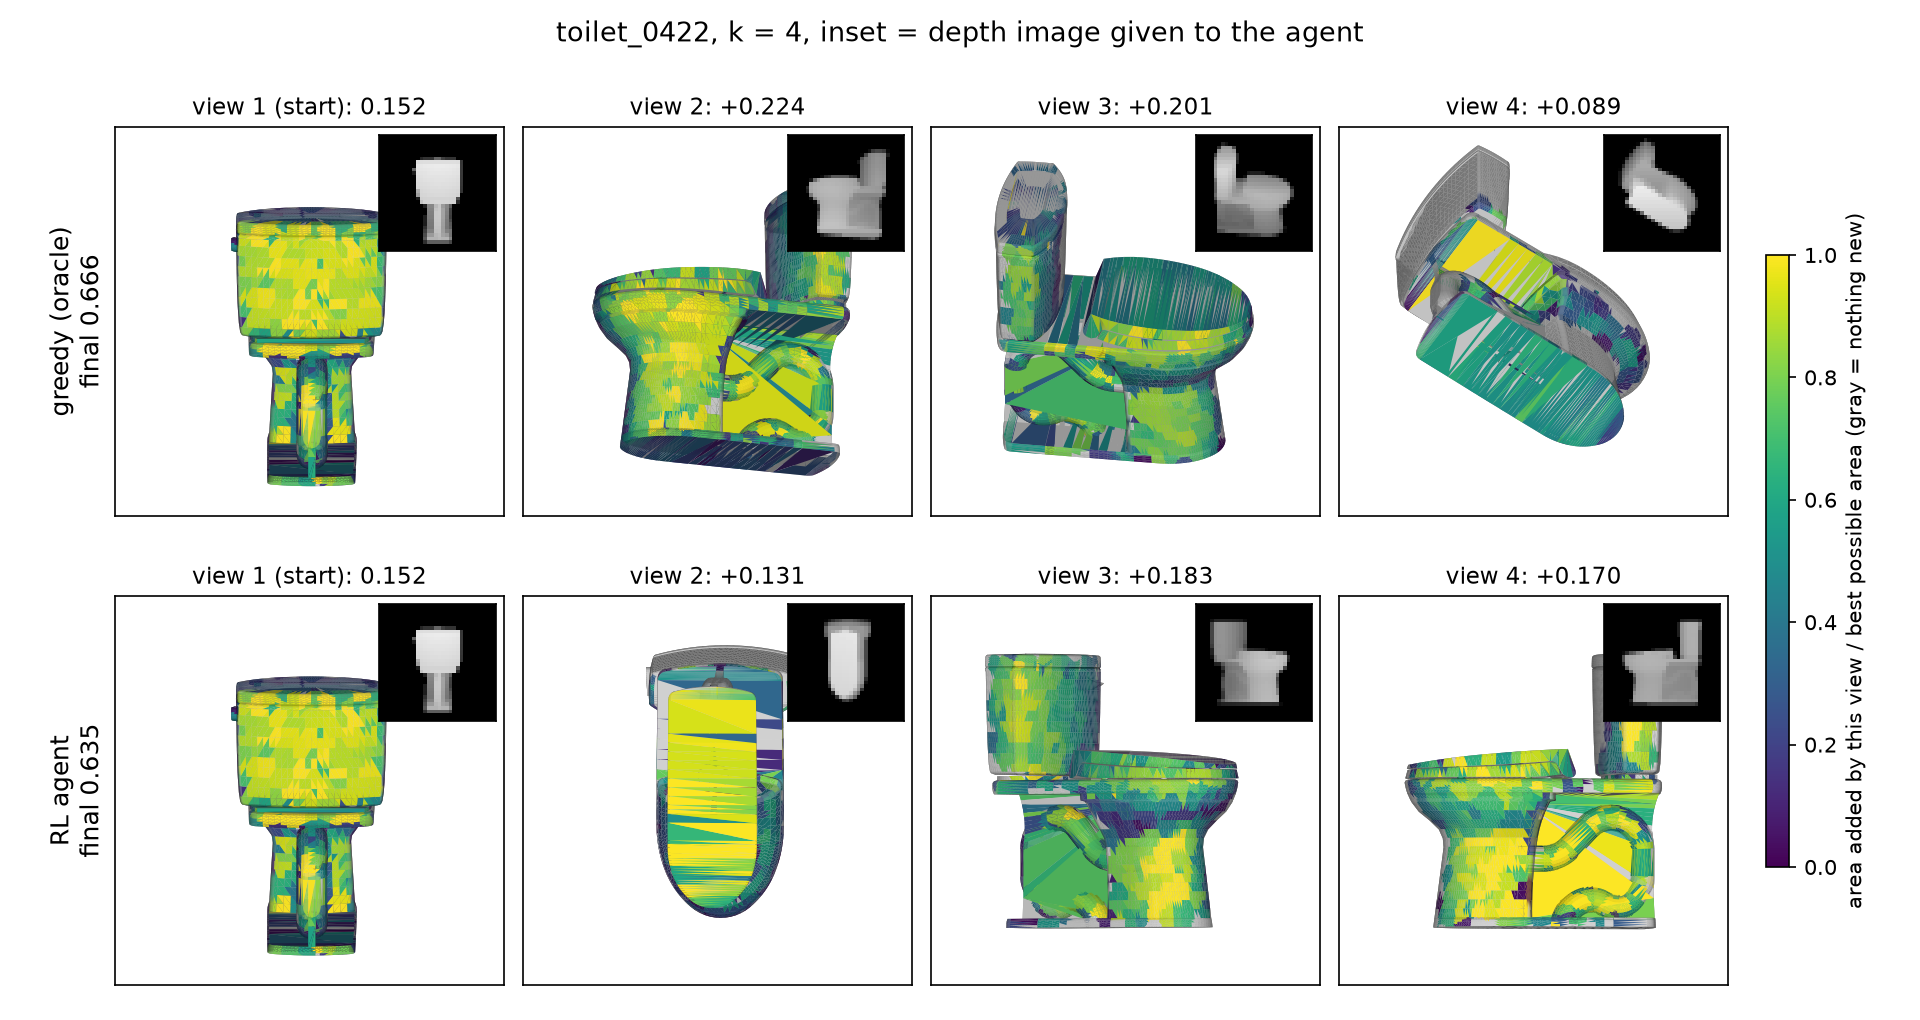 toilet_0422, k = 4, inset = depth image given to the agent
view 1 (start): 0.152
view 2: +0.224
view 3: +0.201
view 4: +0.089
greedy (oracle)
final 0.666
view 1 (start): 0.152
view 2: +0.131
view 3: +0.183
view 4: +0.170
RL agent
final 0.635
1.0
0.8
0.6
0.4
0.2
0.0
area added by this view / best possible area (gray = nothing new)